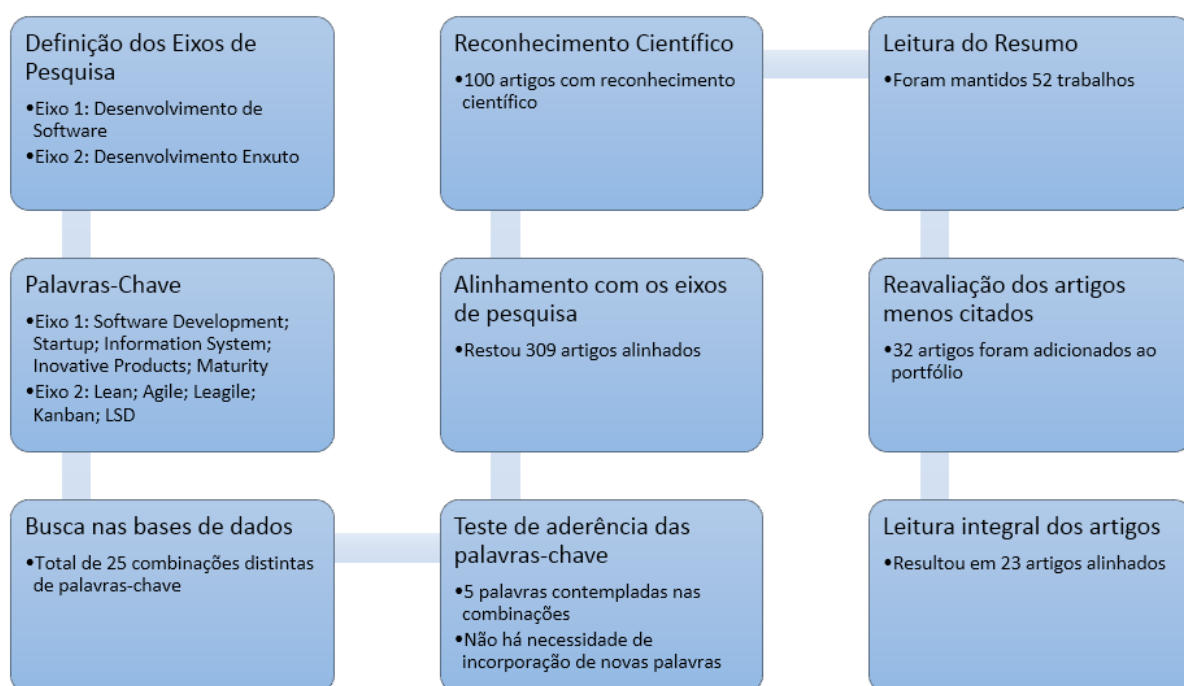 Definição dos Eixos de
Pesquisa
•Eixo 1: Desenvolvimento de
Software
•Eixo 2: Desenvolvimento Enxuto
Palavras-Chave
•Eixo 1: Software Development;
Startup; Information System;
Inovative Products; Maturity
•Eixo 2: Lean; Agile; Leagile;
Kanban; LSD
Busca nas bases de dados
•Total de 25 combinações distintas
de palavras-chave
Teste de aderência das
palavras-chave
•5 palavras contempladas nas
combinações
•Não há necessidade de
incorporação de novas palavras
Alinhamento com os eixos
de pesquisa
•Restou 309 artigos alinhados
Reconhecimento Científico
•100 artigos com reconhecimento
científico
Leitura do Resumo
•Foram mantidos 52 trabalhos
Reavaliação dos artigos
menos citados
•32 artigos foram adicionados ao
portfólio
Leitura integral dos artigos
•Resultou em 23 artigos alinhados